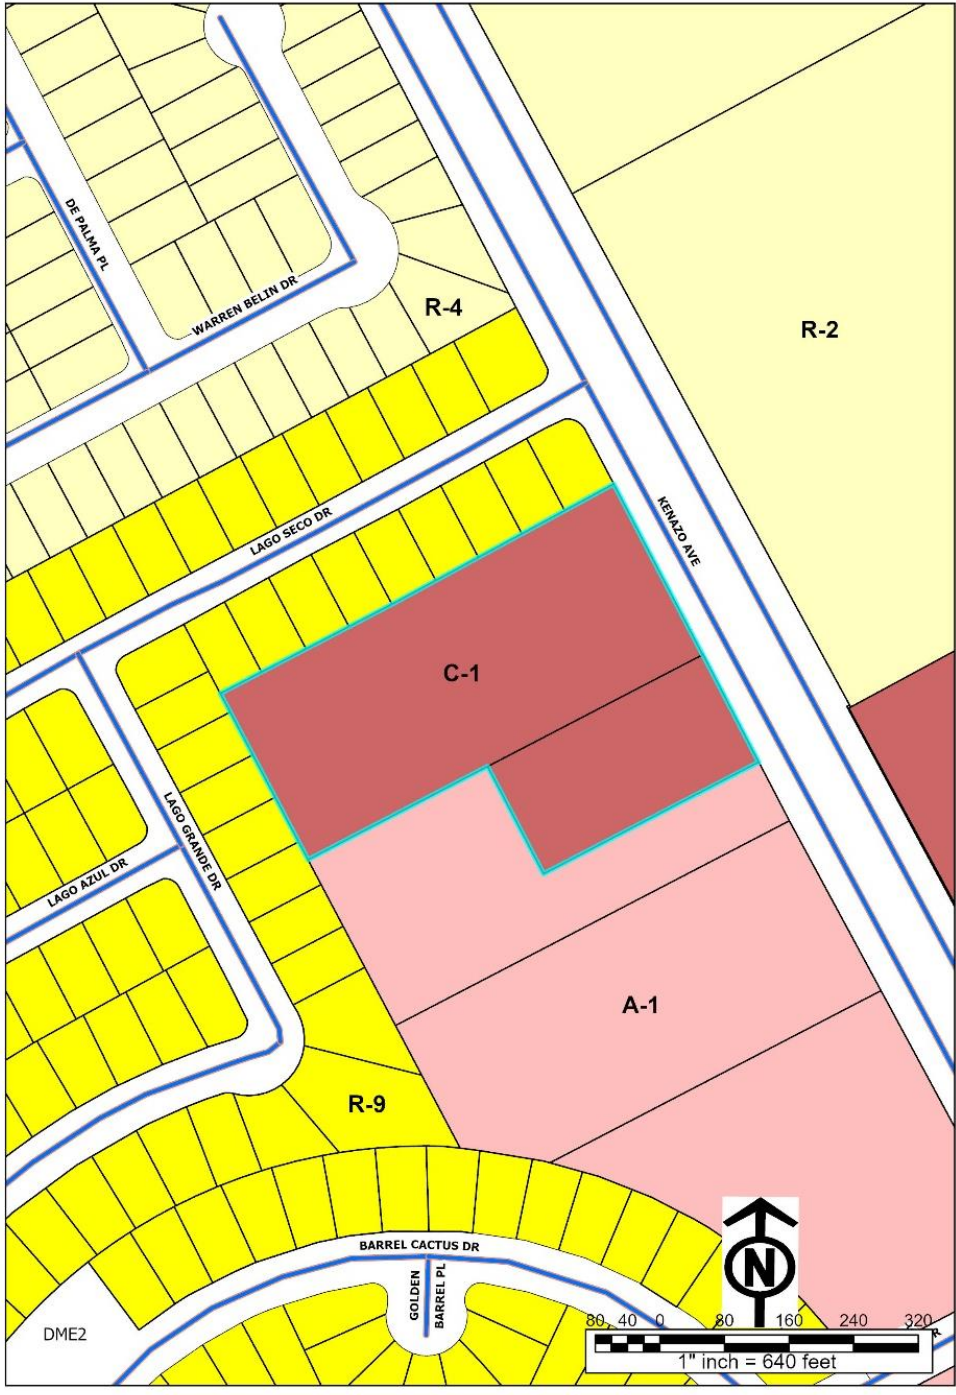 DE PALMA PL
WARREN BELIN DR
R-4
R-2
LAGO SECO DR
KENAZO AVE
C-1
LAGO GRANDE DR
LAGO AZUL DR
A-1
R-9
BARREL CACTUS DR
GOLDEN
BARREL PL
DME2
N
80 40 0 80 160 240 320
1" inch = 640 feet